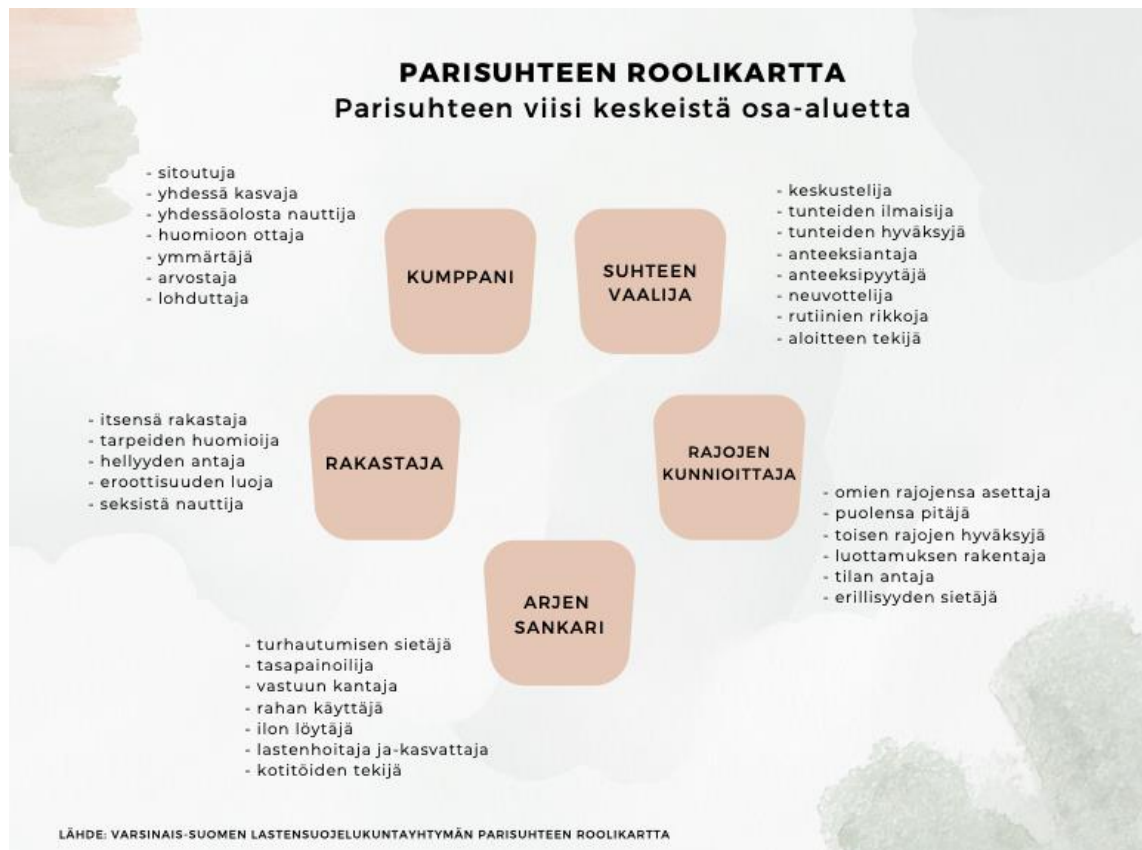 PARISUHTEEN ROOLIKARTTA
Parisuhteen viisi keskeistä osa-aluetta
- sitoutuja
- yhdessä kasvaja
- yhdessäolosta nauttija
- huomioon ottaja
- ymmärtäjä
- arvostaja
- lohduttaja
KUMPPANI
SUHTEEN
VAALIJA
- keskustelija
- tunteiden ilmaisija
- tunteiden hyväksyjä
- anteeksiantaja
- anteeksipyytäjä
- neuvottelija
- rutiinien rikkoja
- aloitteen tekijä
- itsensä rakastaja
- tarpeiden huomioija
- hellyyden antaja
- eroottisuuden luoja
- seksistä nauttija
RAKASTAJA
RAJOJEN
KUNNIOITTAJA
- omien rajojensa asettaja
- puolensa pitäjä
- toisen rajojen hyväksyjä
- luottamuksen rakentaja
- tilan antaja
- erillisyyden sietäjä
ARJEN
SANKARI
- turhautumisen sietäjä
- tasapainoilija
- vastuun kantaja
- rahan käyttäjä
- ilon löytäjä
- lastenhoitaja ja-kasvattaja
- kotitöiden tekijä
LÄHDE: VARSINAIS-SUOMEN LASTENSUOJELUKUNTAYHTYMÄN PARISUHTEEN ROOLIKARTTA